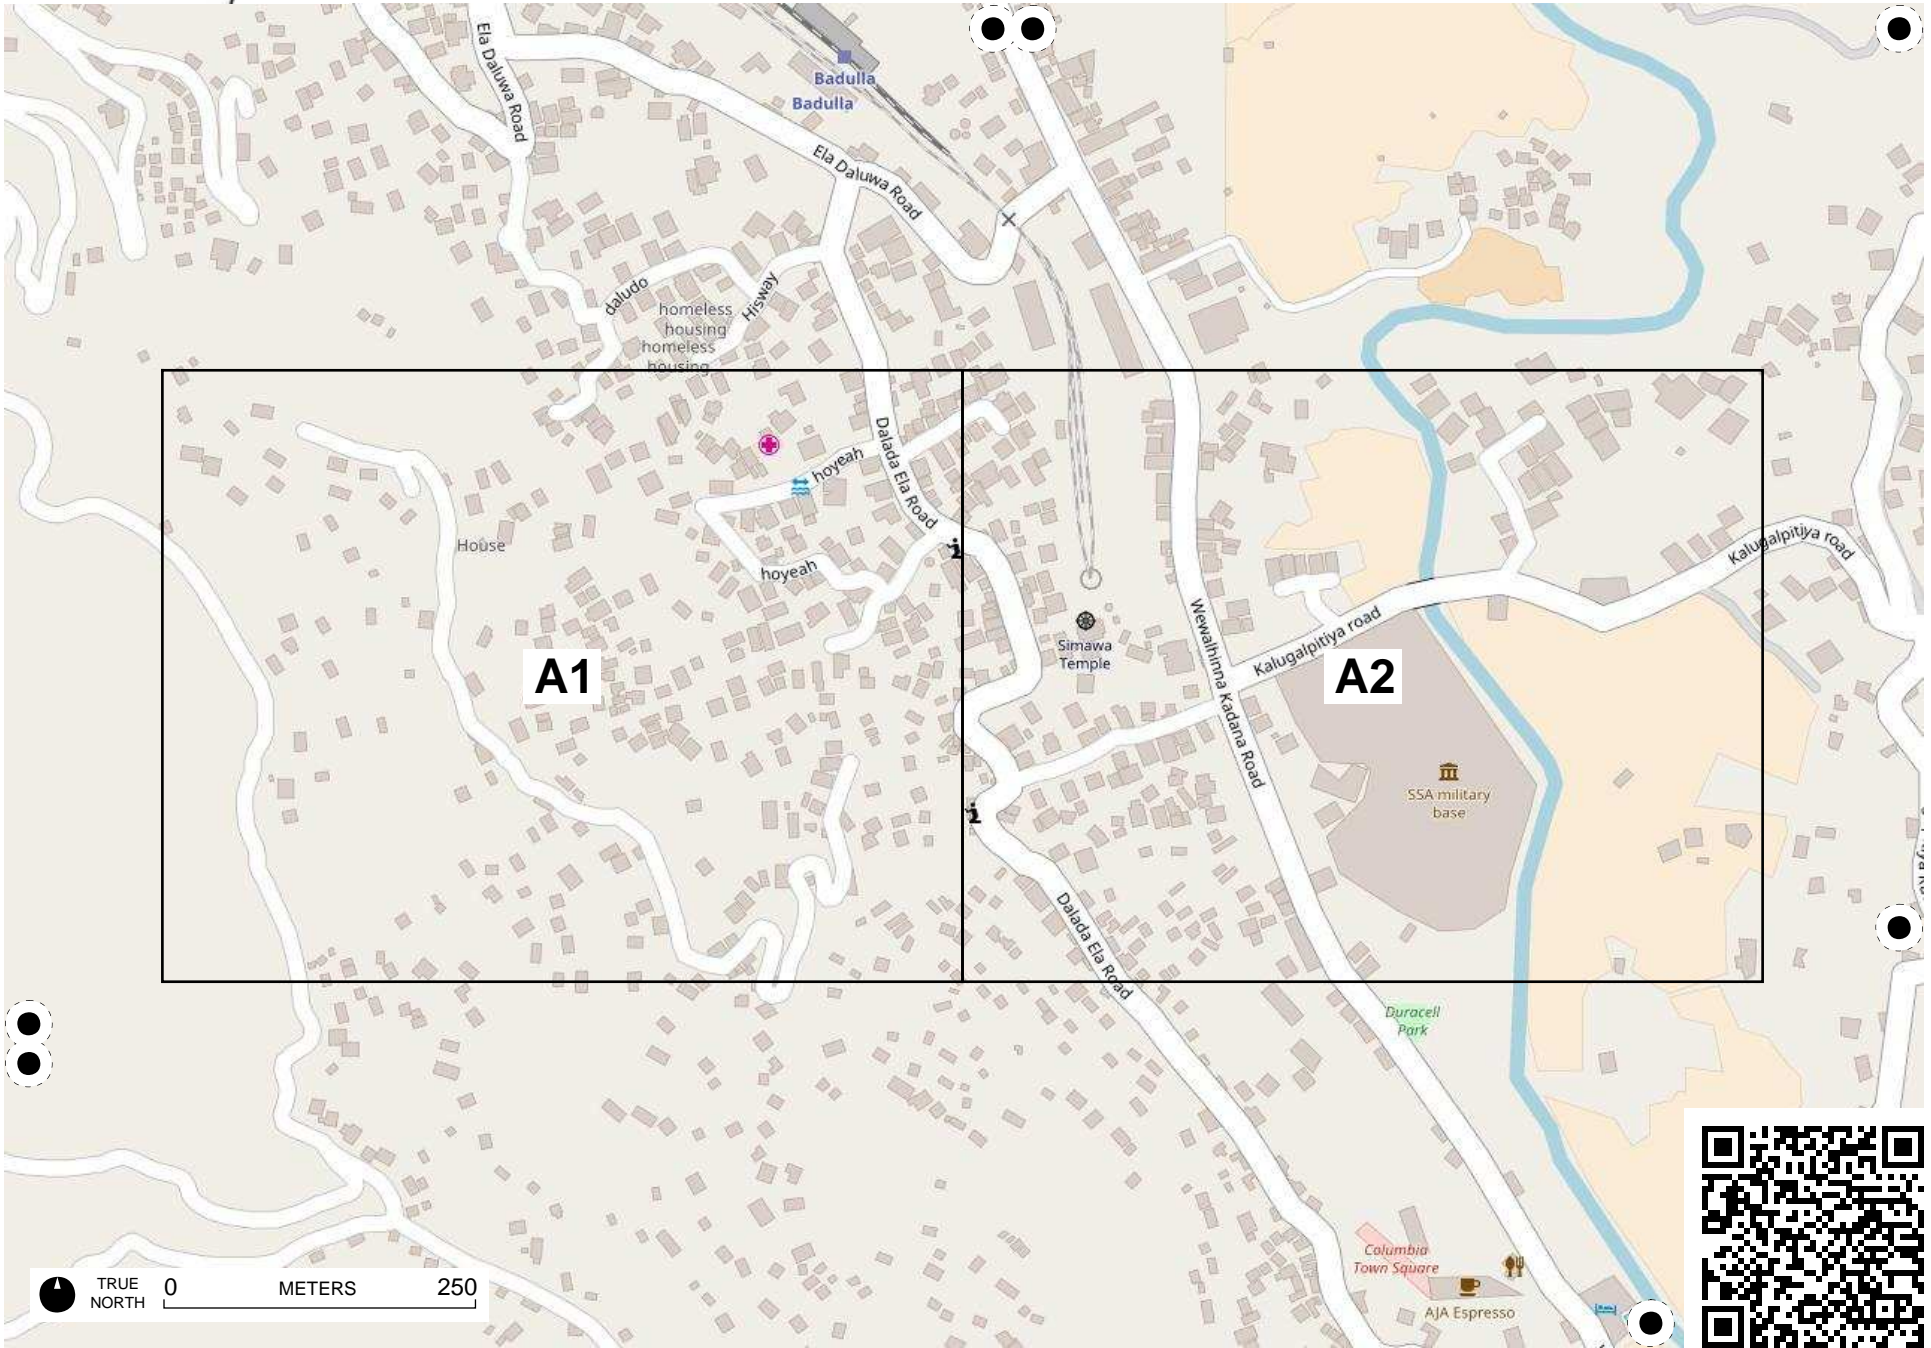 Ela Daluwa Road
Badulla
Badulla
Ela Daluwa Road
daludo
Hisway
homeless
housing
homeless
housing
Dalada Ela Road
hoyeah
House
hoyeah
Kalugalpitiya road
Simawa
Temple
Wewalhinna Kadana Road
Kalugalpitiya road
A1
A2
SSA military
base
Dalada Ela Road
Duracell
Park
Columbia
Town Square
AJA Espresso
TRUE
NORTH
0 METERS 250